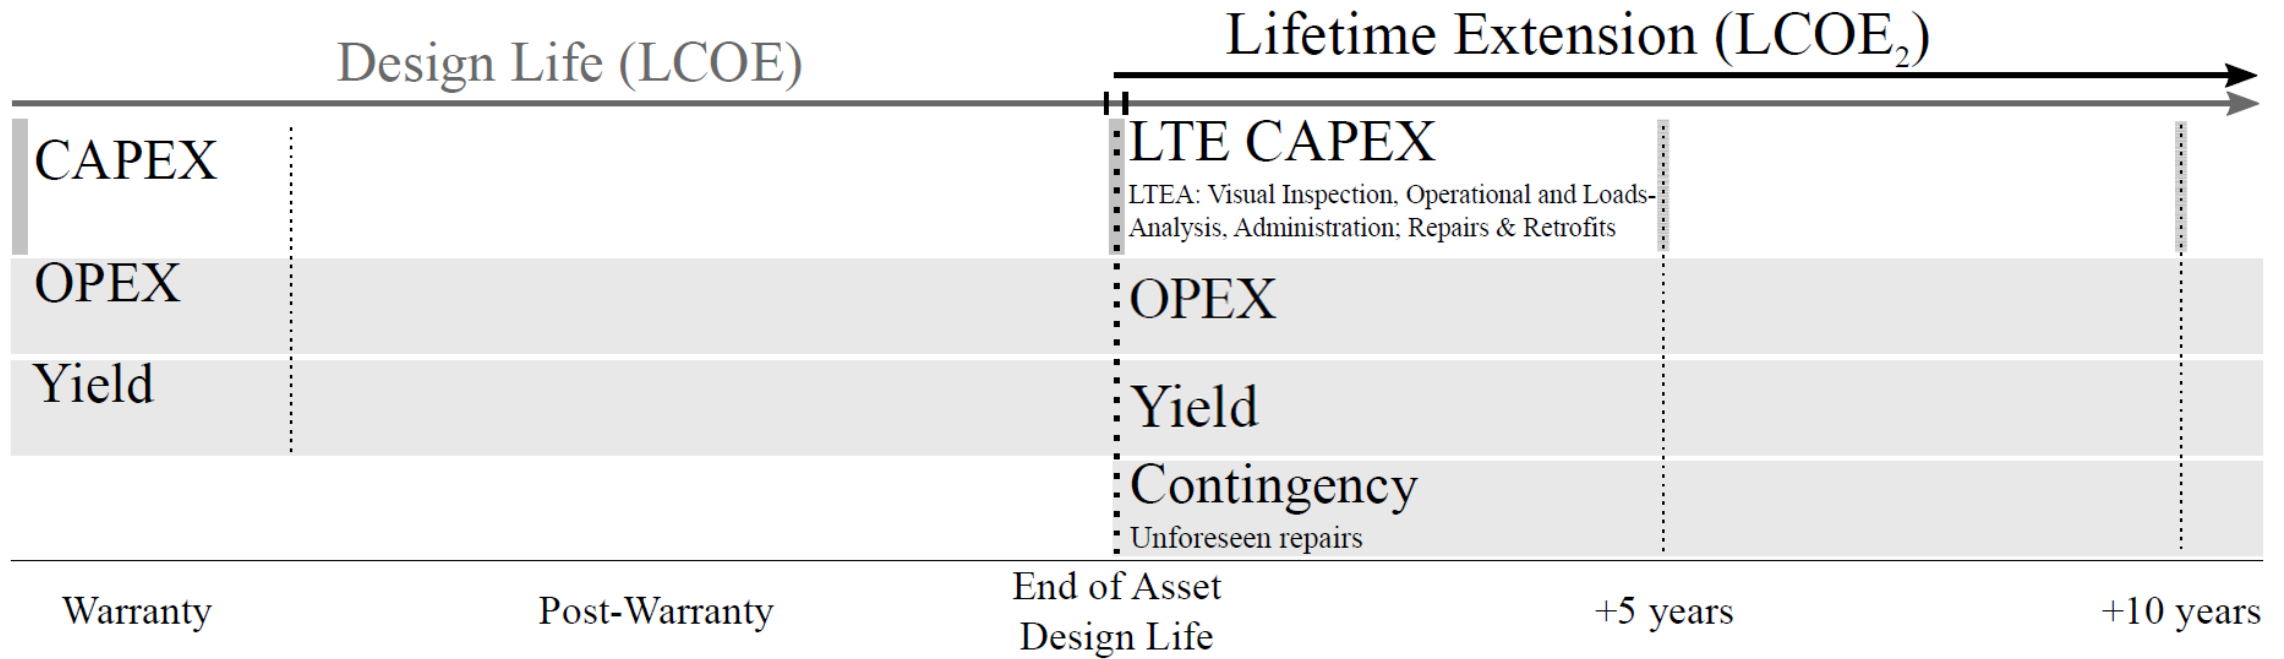 Design Life (LCOE)
Lifetime Extension (LCOE₂)
CAPEX
LTE CAPEX
LTEA: Visual Inspection, Operational and Loads-
Analysis, Administration; Repairs & Retrofits
OPEX
OPEX
Yield
Yield
Contingency
Unforeseen repairs
Warranty
Post-Warranty
End of Asset
Design Life
+5 years
+10 years